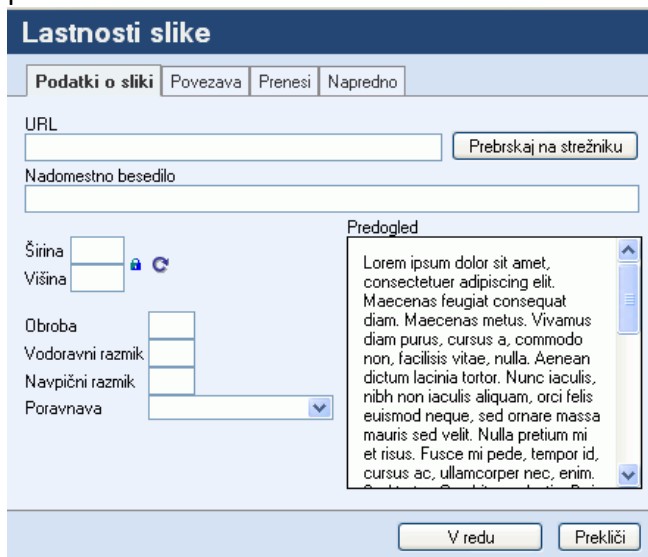 Lastnosti slike
Podatki o sliki Povezava Prenesi Napredno
URL
Prebrskaj na strežniku
Nadomestno besedilo
Širina
Višina
Obroba
Vodoravni razmik
Navpični razmik
Poravnava
Predogled
Lorem ipsum dolor sit amet,
consectetuer adipiscing elit.
Maecenas feugiat consequat
diam. Maecenas metus. Vivamus
diam purus, cursus a, commodo
non, facilisis vitae, nulla. Aenean
dictum lacinia tortor. Nunc iaculis,
nibh non iaculis aliquam, orci felis
euismod neque, sed ornare massa
mauris sed velit. Nulla pretium mi
et risus. Fusce mi pede, tempor id,
cursus ac, ullamcorper nec, enim.
V redu Prekliči